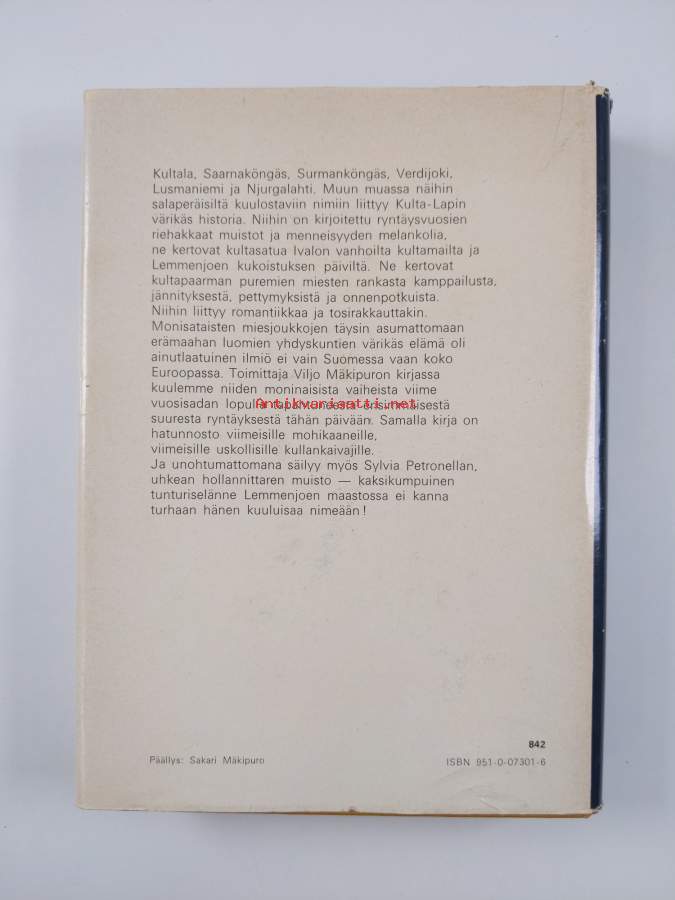 Kultala, Saarnaköngäs, Surmanköngäs, Verdijoki,
Lusmaniemi ja Njurgalahti. Muun muassa näihin
salaperäisiltä kuulostaviin nimiin liittyy Kulta-Lapin
värikäs historia. Niihin on kirjoitettu ryntäysvuosien
riehakkaat muistot ja menneisyyden melankolia,
ne kertovat kultasatua Ivalon vanhoilta kultamailta ja
Lemmenjoen kukoistuksen päiviltä. Ne kertovat
kultapaarman puremien miesten rankasta kamppailusta,
jännityksestä, pettymyksistä ja onnenpotkuista.
Niihin liittyy romantiikkaa ja tosirakkauttakin.
Monisataisten miesjoukkojen täysin asumattomaan
erämaahan luomien yhdyskuntien värikäs elämä oli
ainutlaatuinen ilmiö ei vain Suomessa vaan koko
Euroopassa. Toimittaja Viljo Mäkipuron kirjassa
kuulemme niiden moninaisista vaiheista viime
vuosisadan lopulla tapahtuneesta ensimmäisestä
Antikvariaatti.net
suuresta ryntäyksestä tähän päivään. Samalla kirja on
hatunnosto viimeisille mohikaaneille,
viimeisille uskollisille kullankaivajille.
Ja unohtumattomana säilyy myös Sylvia Petronellan,
uhkean hollannittaren muisto — kaksikumpuinen
tunturiselänne Lemmenjoen maastossa ei kanna
turhaan hänen kuuluisaa nimeään!
842
Päällys: Sakari Mäkipuro
ISBN 951-0-07301-6